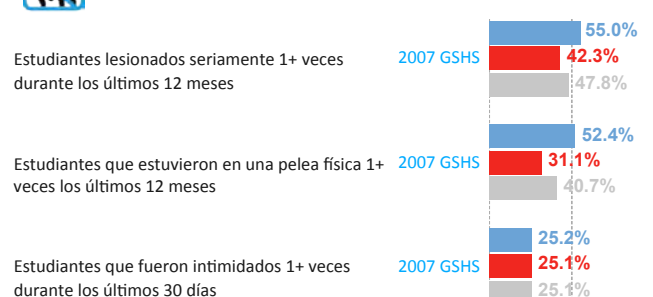 55.0%
Estudiantes lesionados seriamente 1+ veces 2007 GSHS 42.3%
durante los últimos 12 meses 47.8%
52.4%
Estudiantes que estuvieron en una pelea física 1+ 2007 GSHS 31.1%
veces los últimos 12 meses 40.7%
25.2%
Estudiantes que fueron intimidados 1+ veces 2007 GSHS 25.1%
durante los últimos 30 días 25.1%